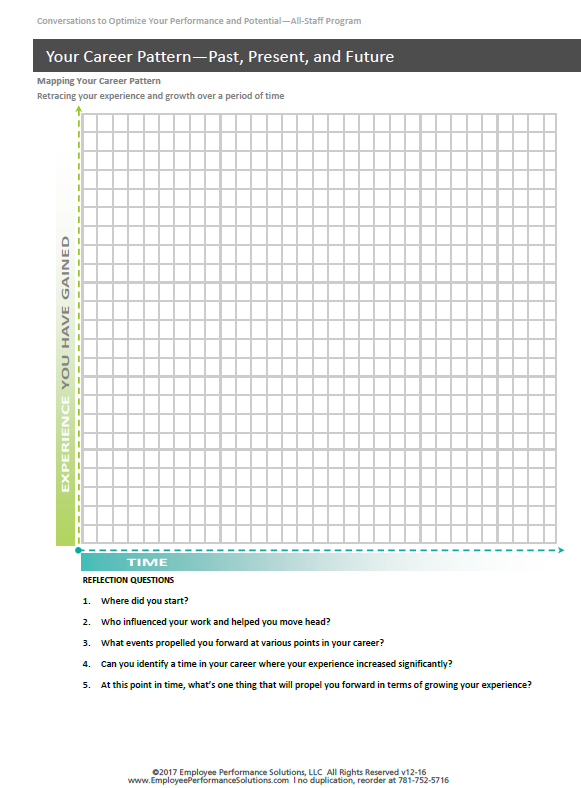 Conversations to Optimize Your Performance and Potential—All-Staff Program
Your Career Pattern—Past, Present, and Future
Mapping Your Career Pattern
Retracing your experience and growth over a period of time
EXPERIENCE YOU HAVE GAINED
TIME
REFLECTION QUESTIONS
1. Where did you start?
2. Who influenced your work and helped you move head?
3. What events propelled you forward at various points in your career?
4. Can you identify a time in your career where your experience increased significantly?
5. At this point in time, what's one thing that will propel you forward in terms of growing your experience?
©2017 Employee Performance Solutions, LLC All Rights Reserved v12-16
www.EmployeePerformanceSolutions.com I no duplication, reorder at 781-752-5716